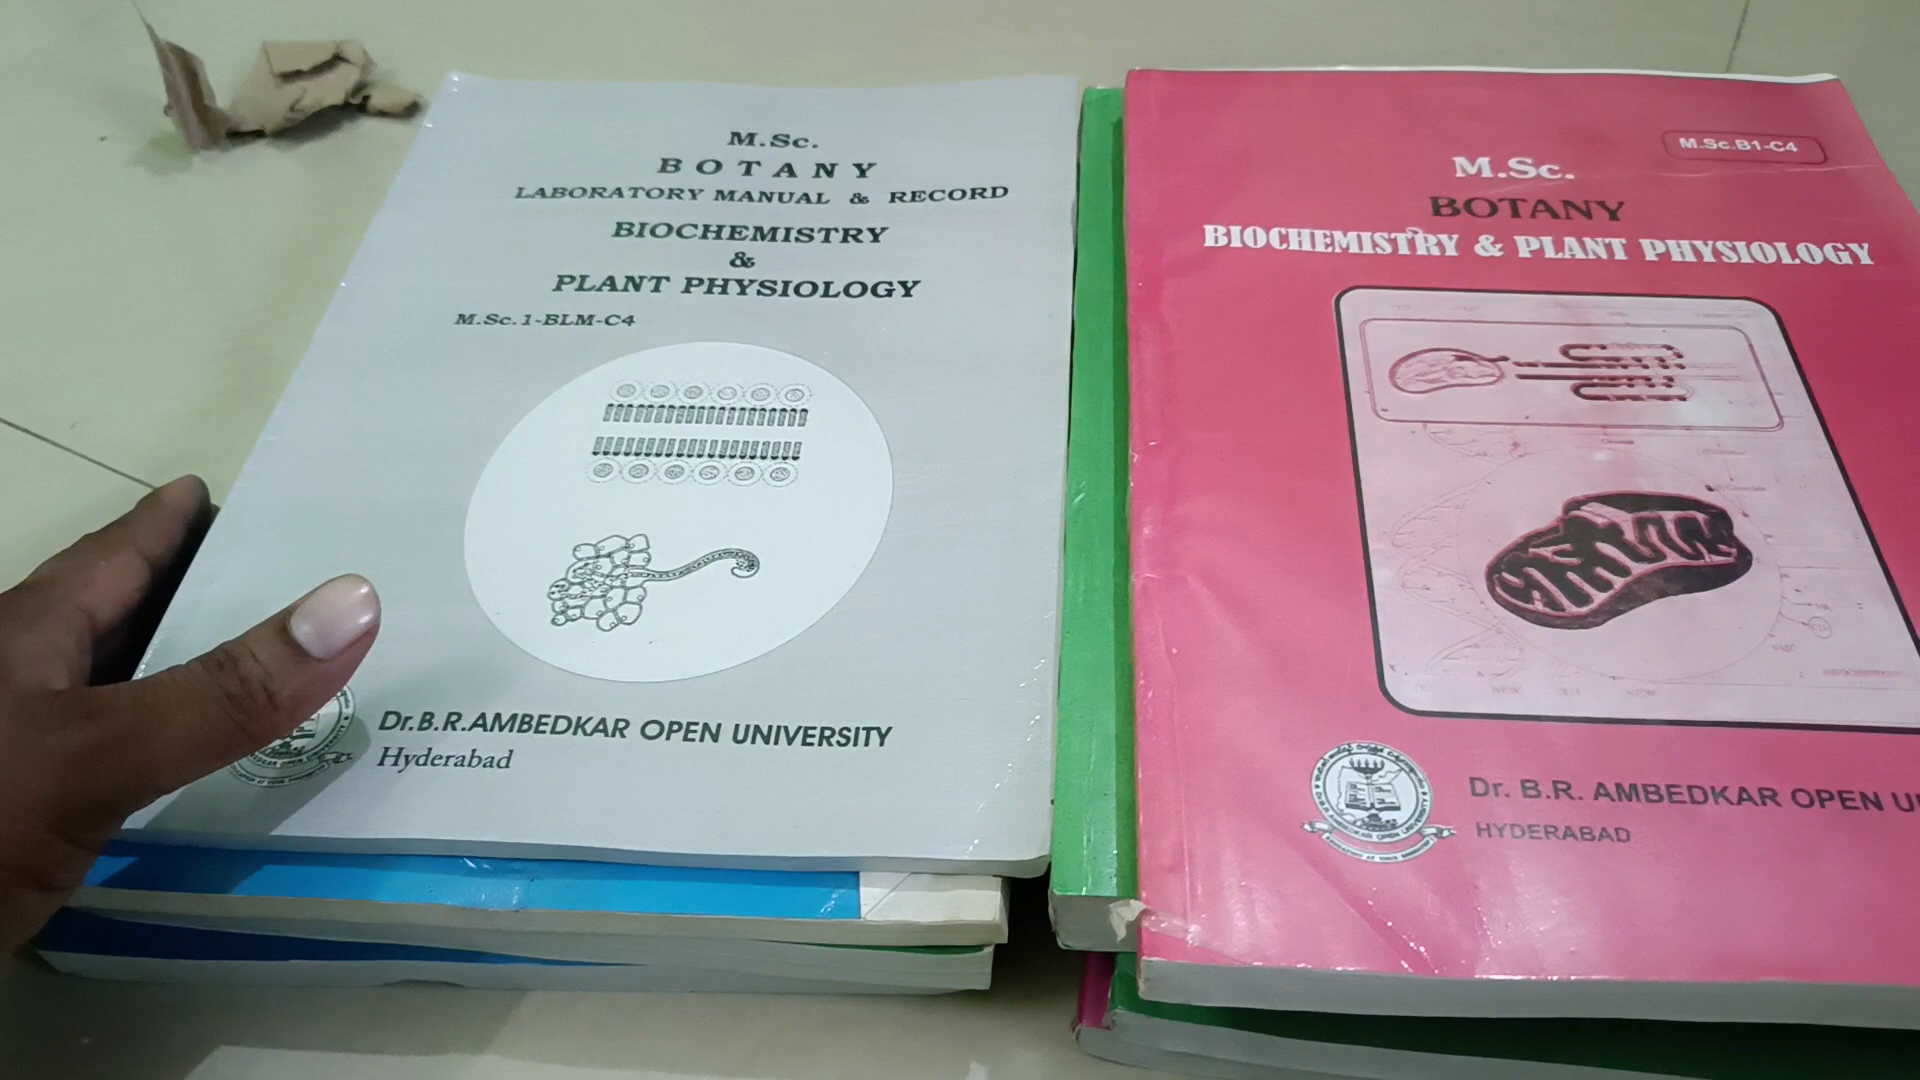 M.Sc.
BOTANY
LABORATORY MANUAL & RECORD
BIOCHEMISTRY
&
PLANT PHYSIOLOGY
M.Sc.1-BLM-C4
Dr.B.R.AMBEDKAR OPEN UNIVERSITY
Hyderabad
M.Sc.B1-C4
M.Sc.
BOTANY
BIOCHEMISTRY & PLANT PHYSIOLOGY
Dr. B.R. AMBEDKAR OPEN
HYDERABAD